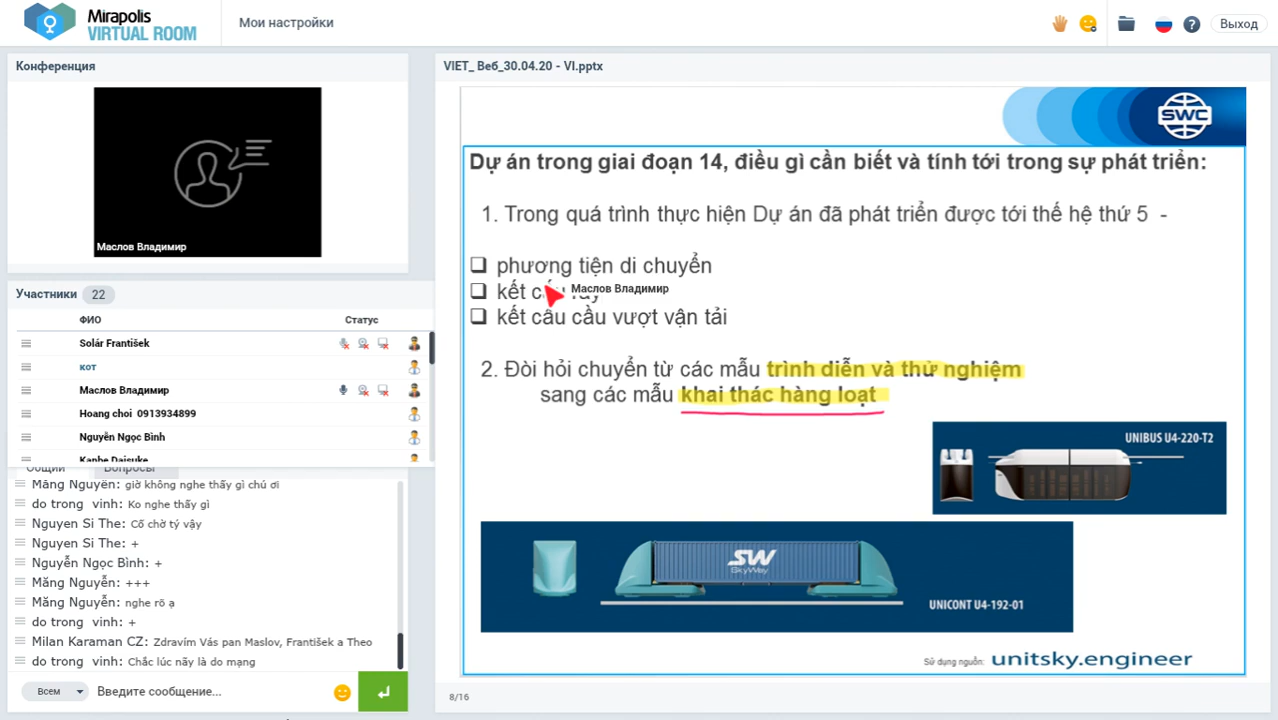 Mirapolis
VIRTUAL ROOM
Мои настройки
Выход
Конференция
Маслов Владимир
Участники 22
ФИО Статус
Solár František
кот
Маслов Владимир
Hoang choi 0913934899
Nguyễn Ngọc Bình
Kanbe Daisuke
Общий Вопросы
Măng Nguyễn: giờ không nghe thấy gì chú ơi
do trong vinh: Ko nghe thấy gì
Nguyen Si The: Cố chờ tý vậy
Nguyen Si The: +
Nguyễn Ngọc Bình: +
Măng Nguyễn: +++
Măng Nguyễn: nghe rõ ạ
do trong vinh: +
Milan Karaman CZ: Zdravím Vás pan Maslov, František a Theo
do trong vinh: Chắc lúc nãy là do mạng
Всем
Введите сообщение...
VIET_ Веб_30.04.20 - VI.pptx
SWC
Dự án trong giai đoạn 14, điều gì cần biết và tính tới trong sự phát triển:
1. Trong quá trình thực hiện Dự án đã phát triển được tới thế hệ thứ 5 -
phương tiện di chuyển
kết cấu ray
Маслов Владимир
kết cấu cầu vượt vận tải
2. Đòi hỏi chuyển từ các mẫu trình diễn và thử nghiệm
sang các mẫu khai thác hàng loạt
UNIBUS U4-220-T2
SW
SkyWay
UNICONT U4-192-01
Sử dụng nguồn: unitsky.engineer
8/16